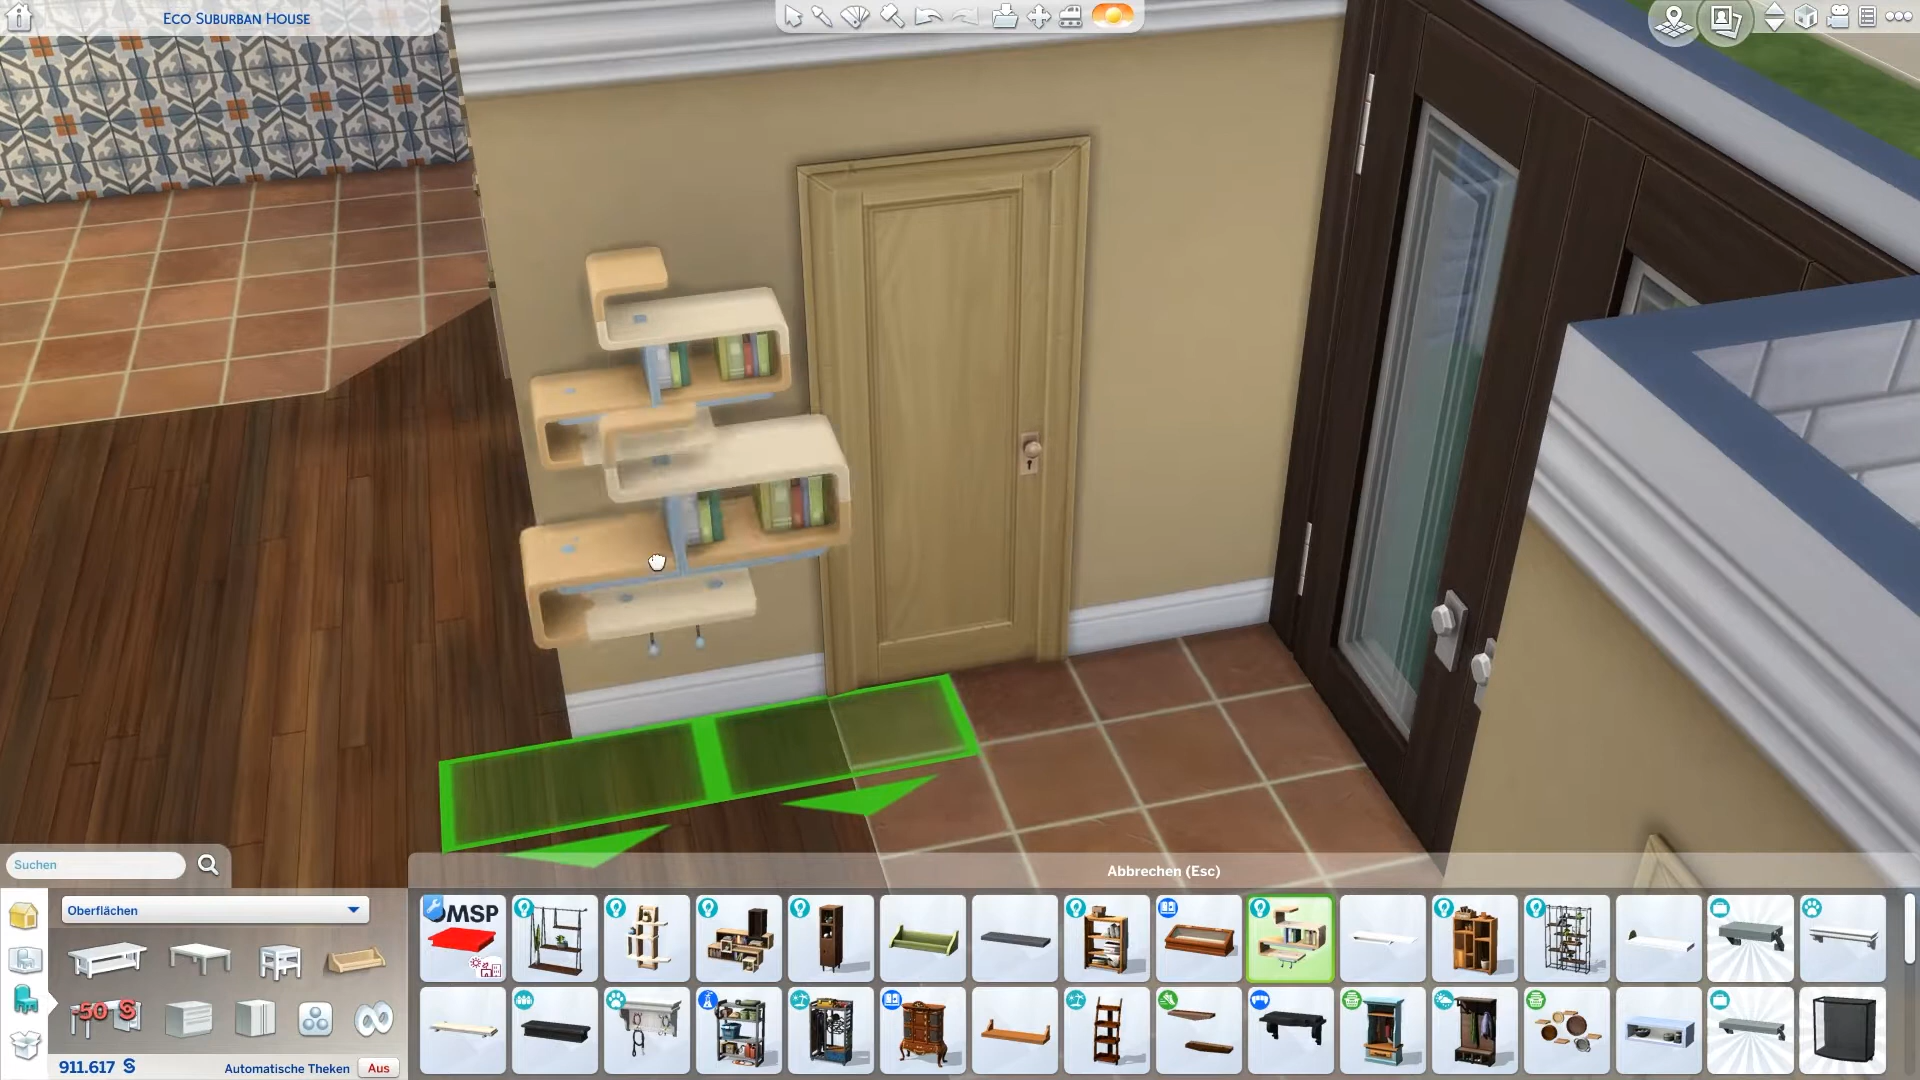 Eco Suburban House
Suchen
Abbrechen (Esc)
Oberflächen
MSP
-50 S
911.617 S
Automatische Theken
Aus